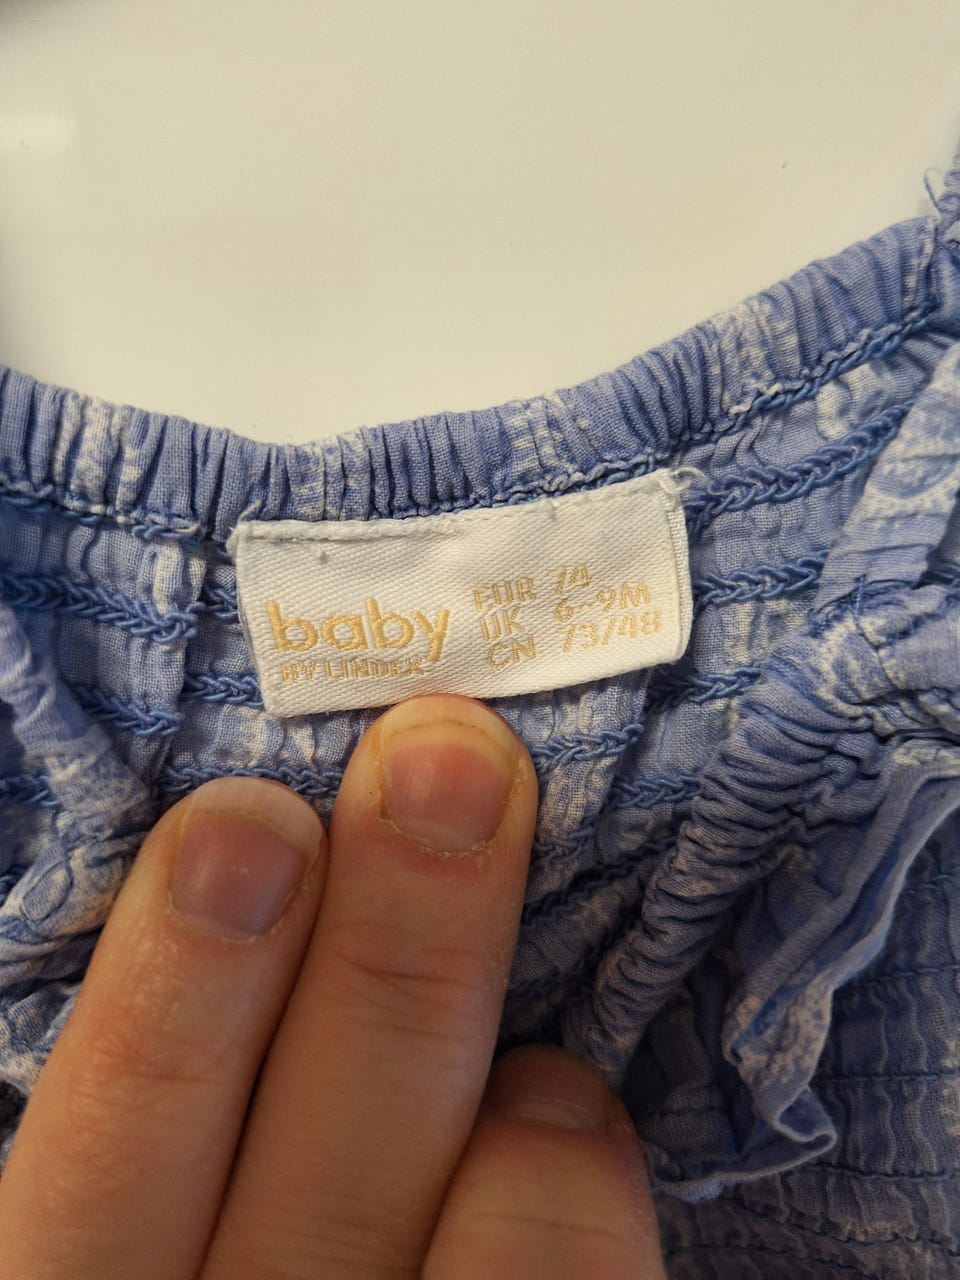 baby
BY LINDEX
EUR 74
UK 6-9M
CN 73/48